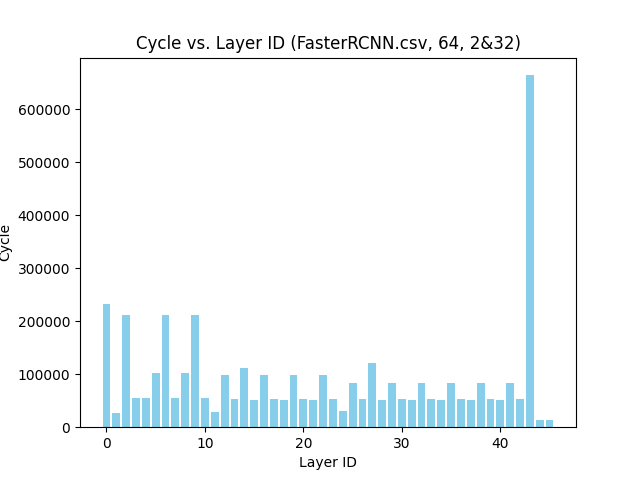 Cycle vs. Layer ID (FasterRCNN.csv, 64, 2&32)
600000
500000
400000
300000
200000
100000
0
Cycle
0 10 20 30 40
Layer ID